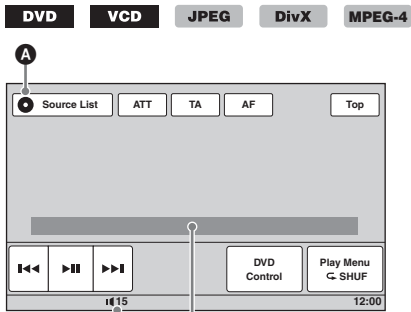 DVD VCD JPEG DivX MPEG-4
A
Source List ATT TA AF Top
DVD Control
Play Menu SHUF
15 12:00